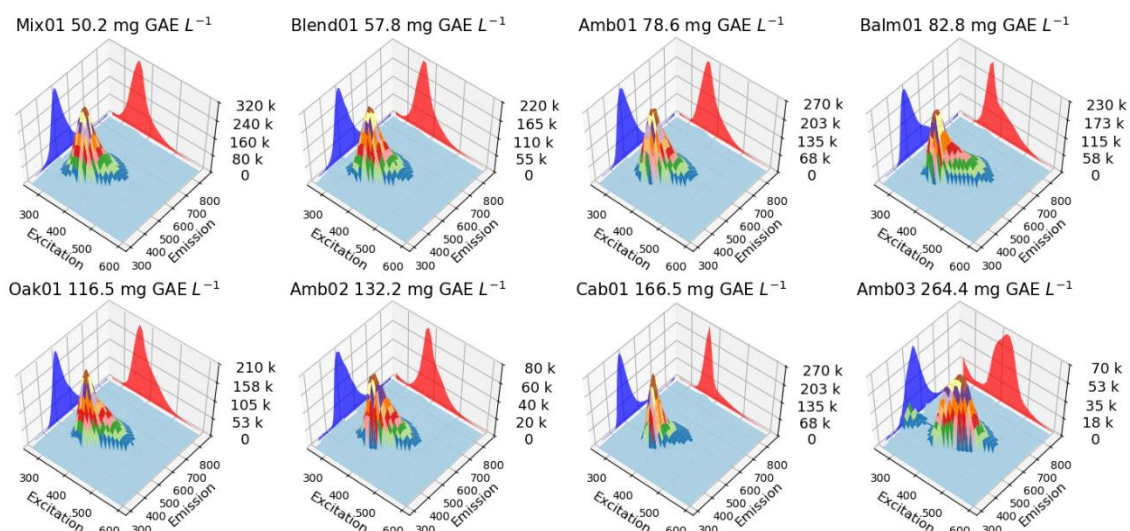 Mix01 50.2 mg GAE L⁻¹
320 k
240 k
160 k
80 k
0
300
400
500
600
Excitation
300
400
500
600
700
800
Emission
Blend01 57.8 mg GAE L⁻¹
220 k
165 k
110 k
55 k
0
300
400
500
600
Excitation
300
400
500
600
700
800
Emission
Amb01 78.6 mg GAE L⁻¹
270 k
203 k
135 k
68 k
0
300
400
500
600
Excitation
300
400
500
600
700
800
Emission
Balm01 82.8 mg GAE L⁻¹
230 k
173 k
115 k
58 k
0
300
400
500
600
Excitation
300
400
500
600
700
800
Emission
Oak01 116.5 mg GAE L⁻¹
210 k
158 k
105 k
53 k
0
300
400
500
600
Excitation
300
400
500
600
700
800
Emission
Amb02 132.2 mg GAE L⁻¹
80 k
60 k
40 k
20 k
0
300
400
500
600
Excitation
300
400
500
600
700
800
Emission
Cab01 166.5 mg GAE L⁻¹
270 k
203 k
135 k
68 k
0
300
400
500
600
Excitation
300
400
500
600
700
800
Emission
Amb03 264.4 mg GAE L⁻¹
70 k
53 k
35 k
18 k
0
300
400
500
600
Excitation
300
400
500
600
700
800
Emission